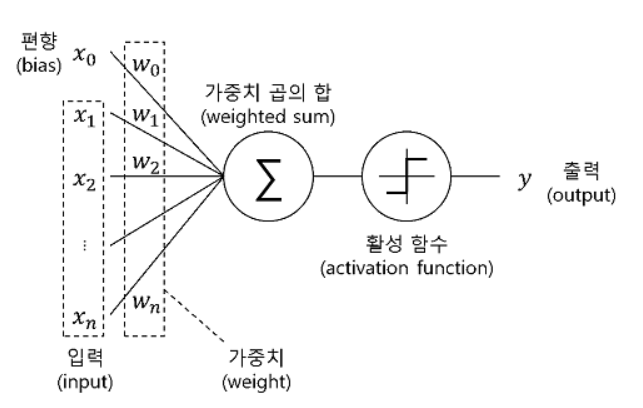 편향
(bias)
x₀
w₀
x₁
w₁
x₂
w₂
⋮
xₙ
wₙ
입력
(input)
가중치
(weight)
가중치 곱의 합
(weighted sum)
∑
활성 함수
(activation function)
y
출력
(output)